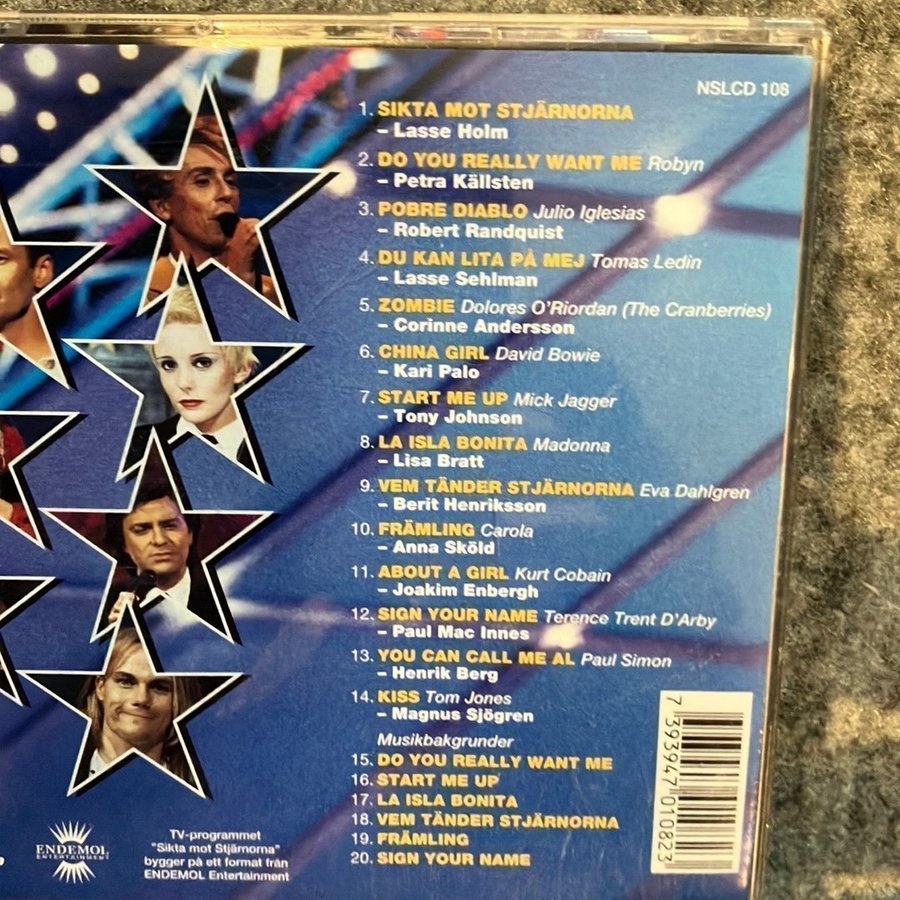 NSLCD 108
1. SIKTA MOT STJÄRNORNA
– Lasse Holm
2. DO YOU REALLY WANT ME Robyn
– Petra Källsten
3. POBRE DIABLO Julio Iglesias
– Robert Randquist
4. DU KAN LITA PÅ MEJ Tomas Ledin
– Lasse Sehlman
5. ZOMBIE Dolores O'Riordan (The Cranberries)
– Corinne Andersson
6. CHINA GIRL David Bowie
– Kari Palo
7. START ME UP Mick Jagger
– Tony Johnson
8. LA ISLA BONITA Madonna
– Lisa Bratt
9. VEM TÄNDER STJÄRNORNA Eva Dahlgren
– Berit Henriksson
10. FRÄMLING Carola
– Anna Sköld
11. ABOUT A GIRL Kurt Cobain
– Joakim Enbergh
12. SIGN YOUR NAME Terence Trent D'Arby
– Paul Mac Innes
13. YOU CAN CALL ME AL Paul Simon
– Henrik Berg
14. KISS Tom Jones
– Magnus Sjögren
Musikbakgrunder
15. DO YOU REALLY WANT ME
16. START ME UP
17. LA ISLA BONITA
18. VEM TÄNDER STJÄRNORNA
19. FRÄMLING
20. SIGN YOUR NAME
7 393947 010823
ENDEMOL
ENTERTAINMENT
TV-programmet
"Sikta mot Stjärnorna"
bygger på ett format från
ENDEMOL Entertainment